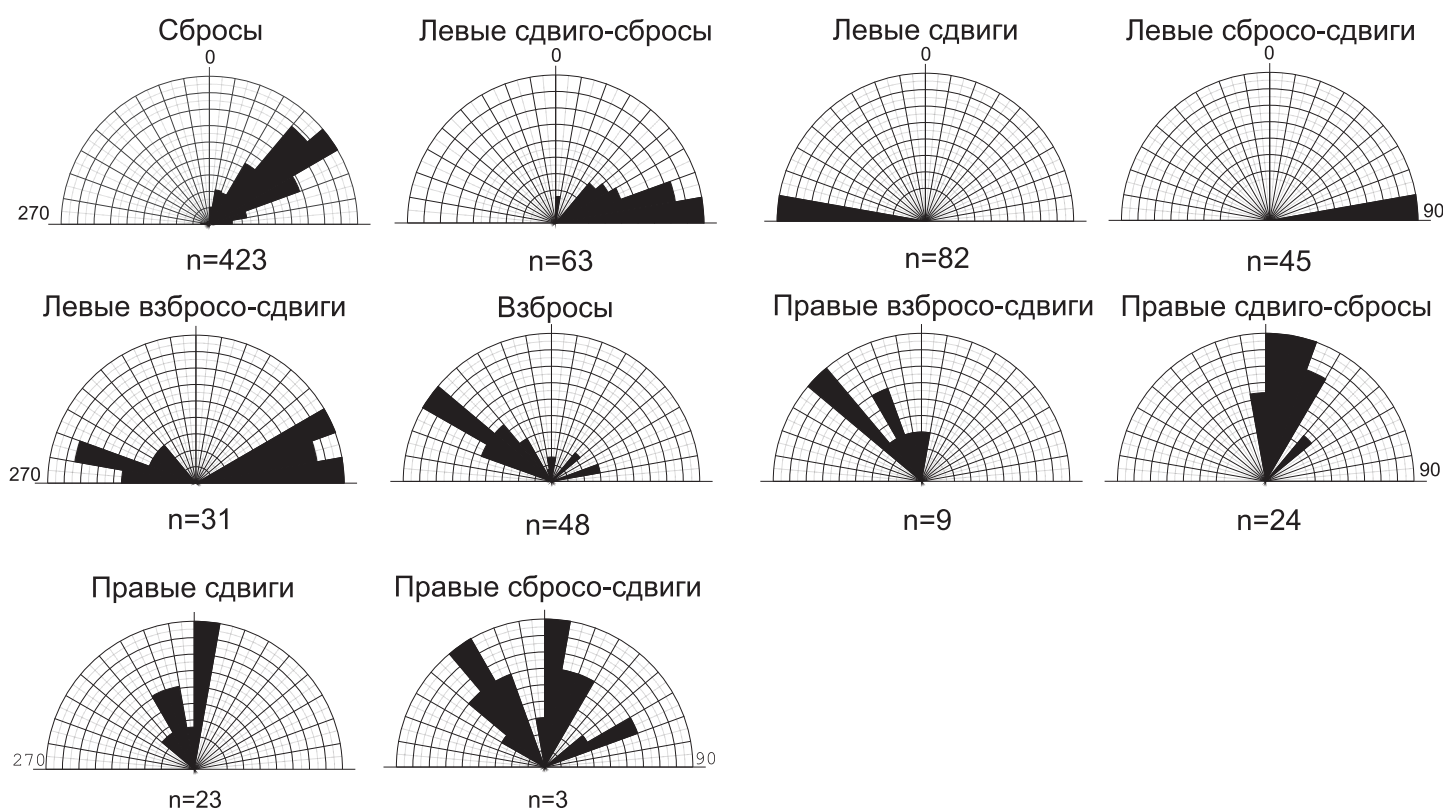 Сбросы
Левые сдвиго-сбросы
Левые сдвиги
Левые сбросо-сдвиги
0
0
0
0
270
90
n=423
n=63
n=82
n=45
Левые взбросо-сдвиги
Взбросы
Правые взбросо-сдвиги
Правые сдвиго-сбросы
270
90
n=31
n=48
n=9
n=24
Правые сдвиги
Правые сбросо-сдвиги
270
90
n=23
n=3